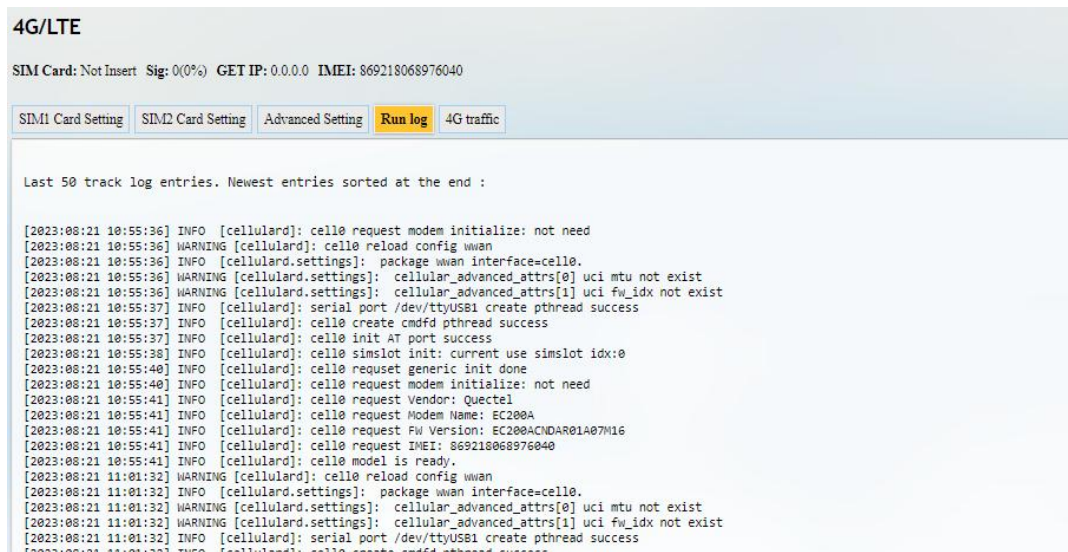 4G/LTE
SIM Card: Not Insert Sig: 0(0%) GET IP: 0.0.0.0 IMEI: 869218068976040
SIM1 Card Setting SIM2 Card Setting Advanced Setting Run log 4G traffic
Last 50 track log entries. Newest entries sorted at the end :
[2023:08:21 10:55:36] INFO [cellulard]: cell0 request modem initialize: not need
[2023:08:21 10:55:36] WARNING [cellulard]: cell0 reload config wwan
[2023:08:21 10:55:36] INFO [cellulard.settings]: package wwan interface=cell0.
[2023:08:21 10:55:36] WARNING [cellulard.settings]: cellular_advanced_attrs[0] uci mtu not exist
[2023:08:21 10:55:36] WARNING [cellulard.settings]: cellular_advanced_attrs[1] uci fw_idx not exist
[2023:08:21 10:55:37] INFO [cellulard]: serial port /dev/ttyUSB1 create pthread success
[2023:08:21 10:55:37] INFO [cellulard]: cell0 create cmdfd pthread success
[2023:08:21 10:55:37] INFO [cellulard]: cell0 init AT port success
[2023:08:21 10:55:38] INFO [cellulard]: cell0 simslot init: current use simslot idx:0
[2023:08:21 10:55:40] INFO [cellulard]: cell0 requset generic init done
[2023:08:21 10:55:40] INFO [cellulard]: cell0 request modem initialize: not need
[2023:08:21 10:55:41] INFO [cellulard]: cell0 request Vendor: Quectel
[2023:08:21 10:55:41] INFO [cellulard]: cell0 request Modem Name: EC200A
[2023:08:21 10:55:41] INFO [cellulard]: cell0 request FW Version: EC200ACNDAR01A07M16
[2023:08:21 10:55:41] INFO [cellulard]: cell0 request IMEI: 869218068976040
[2023:08:21 10:55:41] INFO [cellulard]: cell0 model is ready.
[2023:08:21 11:01:32] WARNING [cellulard]: cell0 reload config wwan
[2023:08:21 11:01:32] INFO [cellulard.settings]: package wwan interface=cell0.
[2023:08:21 11:01:32] WARNING [cellulard.settings]: cellular_advanced_attrs[0] uci mtu not exist
[2023:08:21 11:01:32] WARNING [cellulard.settings]: cellular_advanced_attrs[1] uci fw_idx not exist
[2023:08:21 11:01:32] INFO [cellulard]: serial port /dev/ttyUSB1 create pthread success
[2023:08:21 11:01:32] INFO [cellulard]: cell0 create cmdfd pthread success